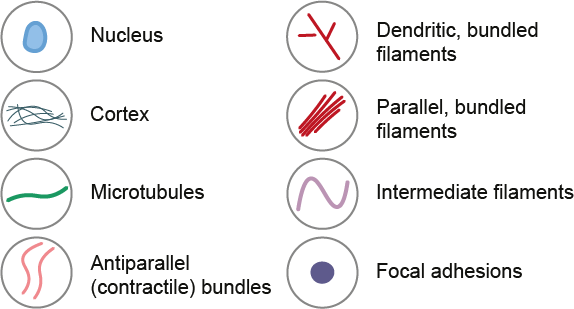 Nucleus
Cortex
Microtubules
Antiparallel
(contractile) bundles
Dendritic, bundled
filaments
Parallel, bundled
filaments
Intermediate filaments
Focal adhesions